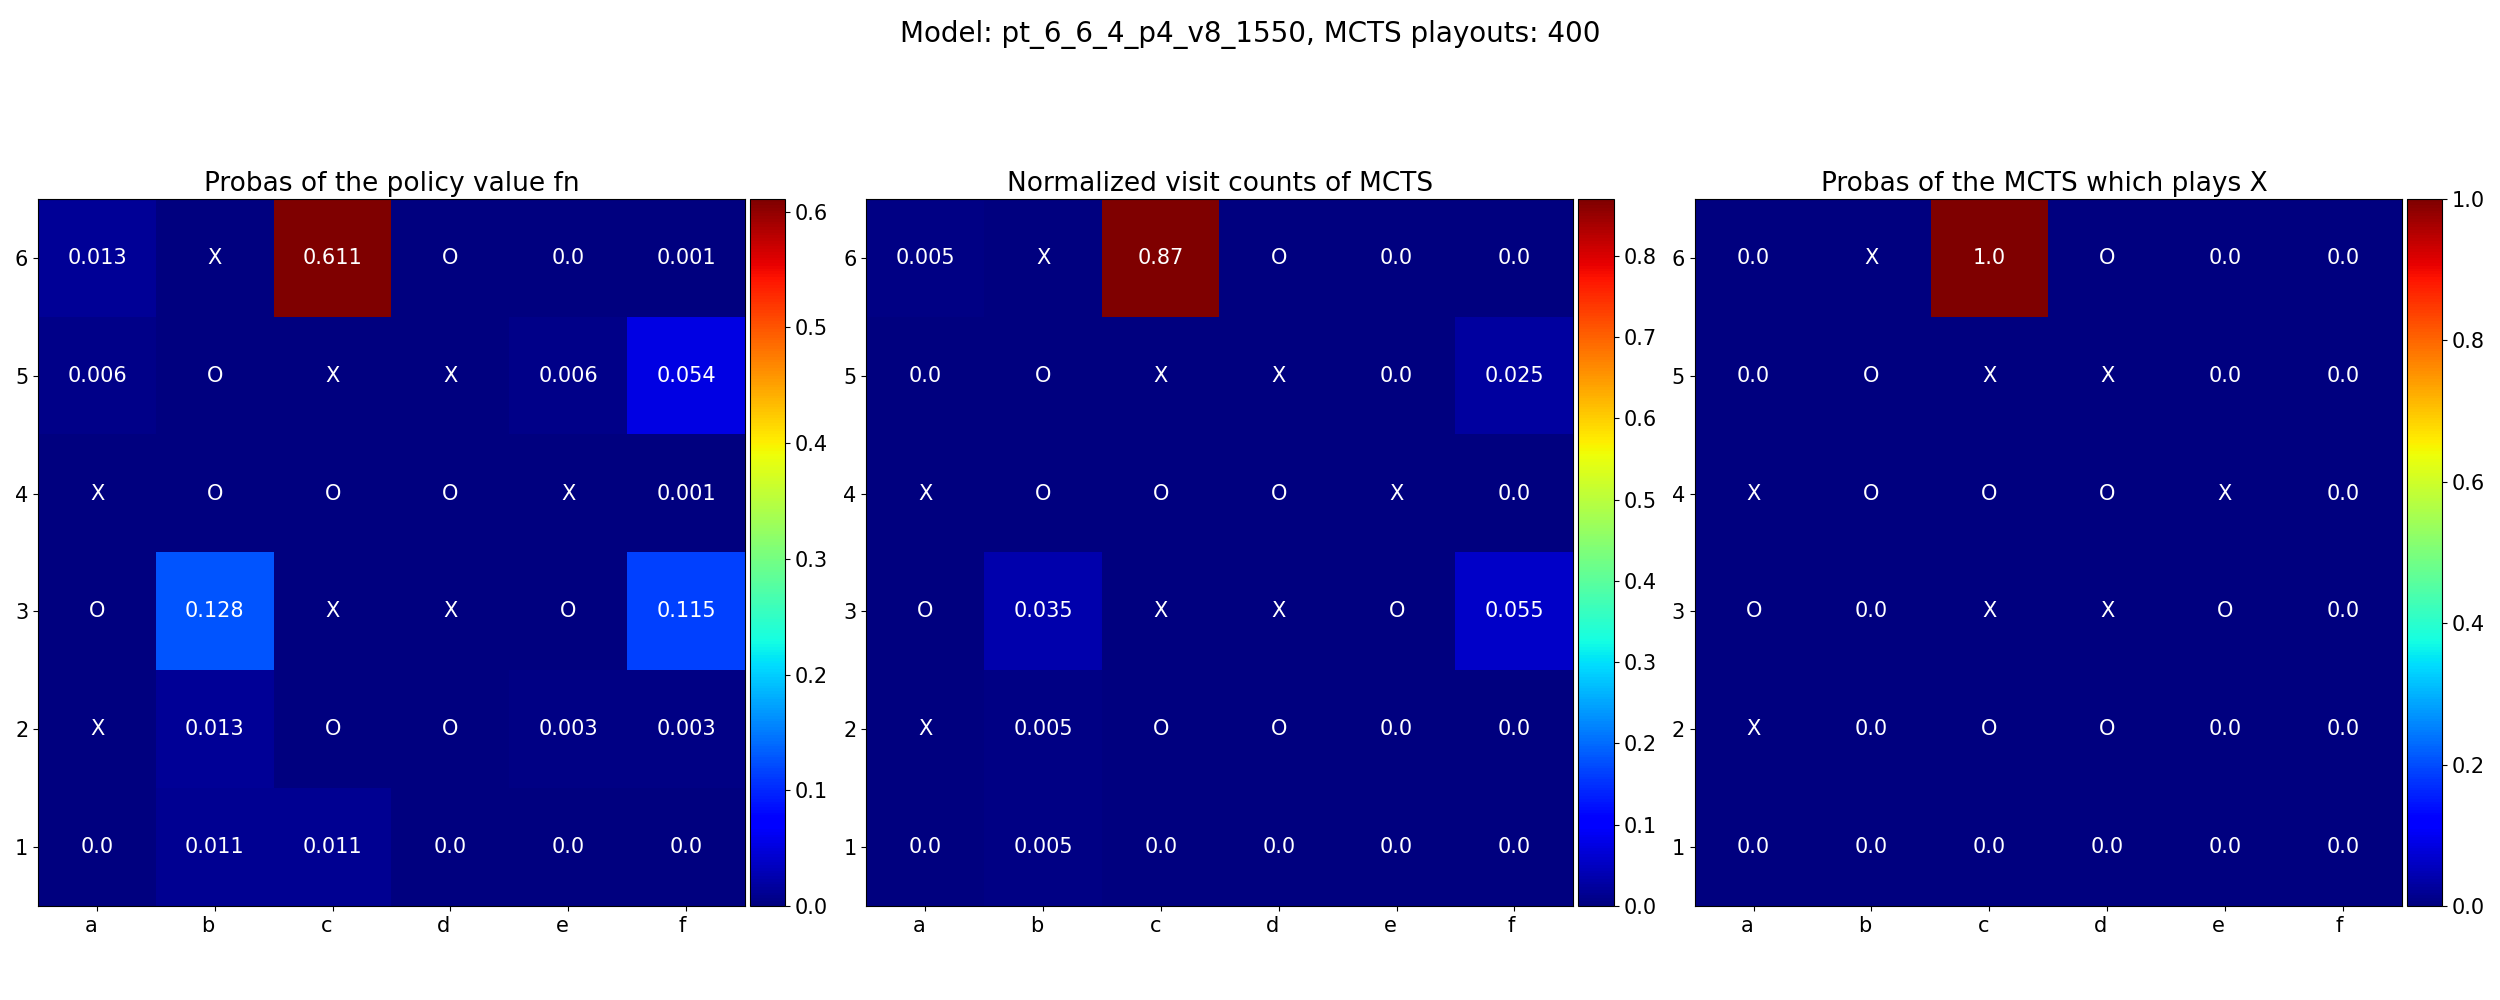 Model: pt_6_6_4_p4_v8_1550, MCTS playouts: 400
Probas of the policy value fn
6 0.013 X 0.611 O 0.0 0.001
5 0.006 O X X 0.006 0.054
4 X O O O X 0.001
3 O 0.128 X X O 0.115
2 X 0.013 O O 0.003 0.003
1 0.0 0.011 0.011 0.0 0.0 0.0
a b c d e f
0.6
0.5
0.4
0.3
0.2
0.1
0.0
Normalized visit counts of MCTS
6 0.005 X 0.87 O 0.0 0.0
5 0.0 O X X 0.0 0.025
4 X O O O X 0.0
3 O 0.035 X X O 0.055
2 X 0.005 O O 0.0 0.0
1 0.0 0.005 0.0 0.0 0.0 0.0
a b c d e f
0.8
0.7
0.6
0.5
0.4
0.3
0.2
0.1
0.0
Probas of the MCTS which plays X
6 0.0 X 1.0 O 0.0 0.0
5 0.0 O X X 0.0 0.0
4 X O O O X 0.0
3 O 0.0 X X O 0.0
2 X 0.0 O O 0.0 0.0
1 0.0 0.0 0.0 0.0 0.0 0.0
a b c d e f
1.0
0.8
0.6
0.4
0.2
0.0